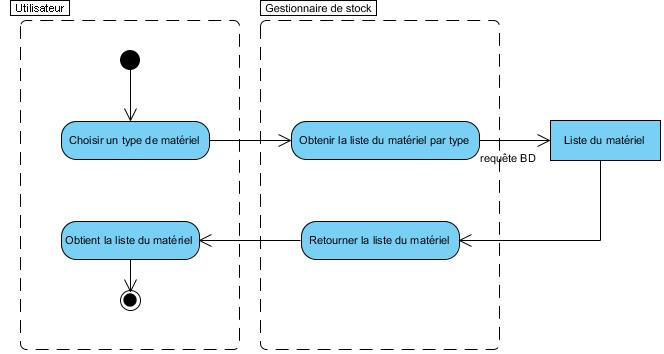 Utilisateur
Gestionnaire de stock
Choisir un type de matériel
Obtenir la liste du matériel par type
Liste du matériel
requête BD
Obtient la liste du matériel
Retourner la liste du matériel